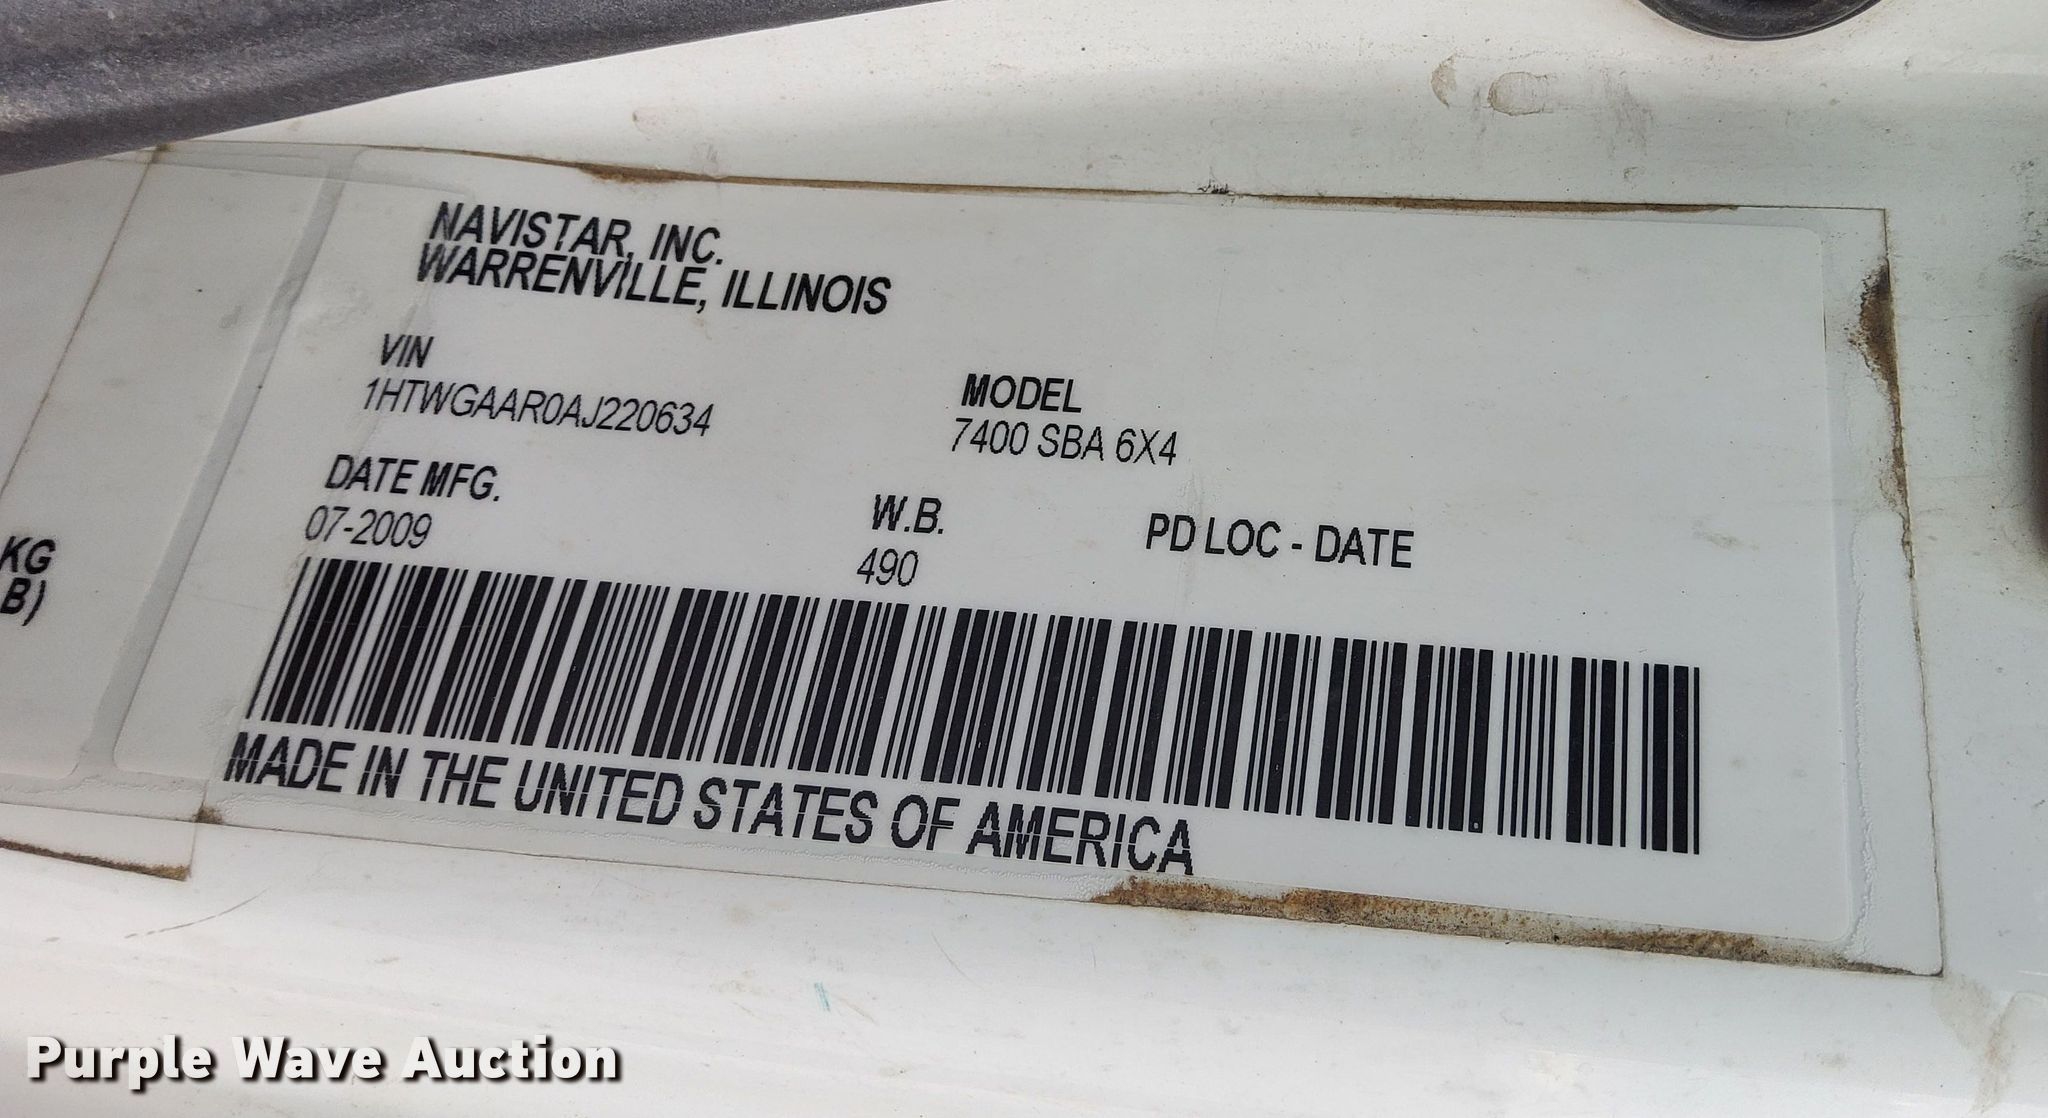 NAVISTAR, INC.
WARRENVILLE, ILLINOIS
VIN
1HTWGAAR0AJ220634
MODEL
7400 SBA 6X4
DATE MFG.
07-2009
W.B.
490
PD LOC - DATE
KG
B)
MADE IN THE UNITED STATES OF AMERICA
Purple Wave Auction